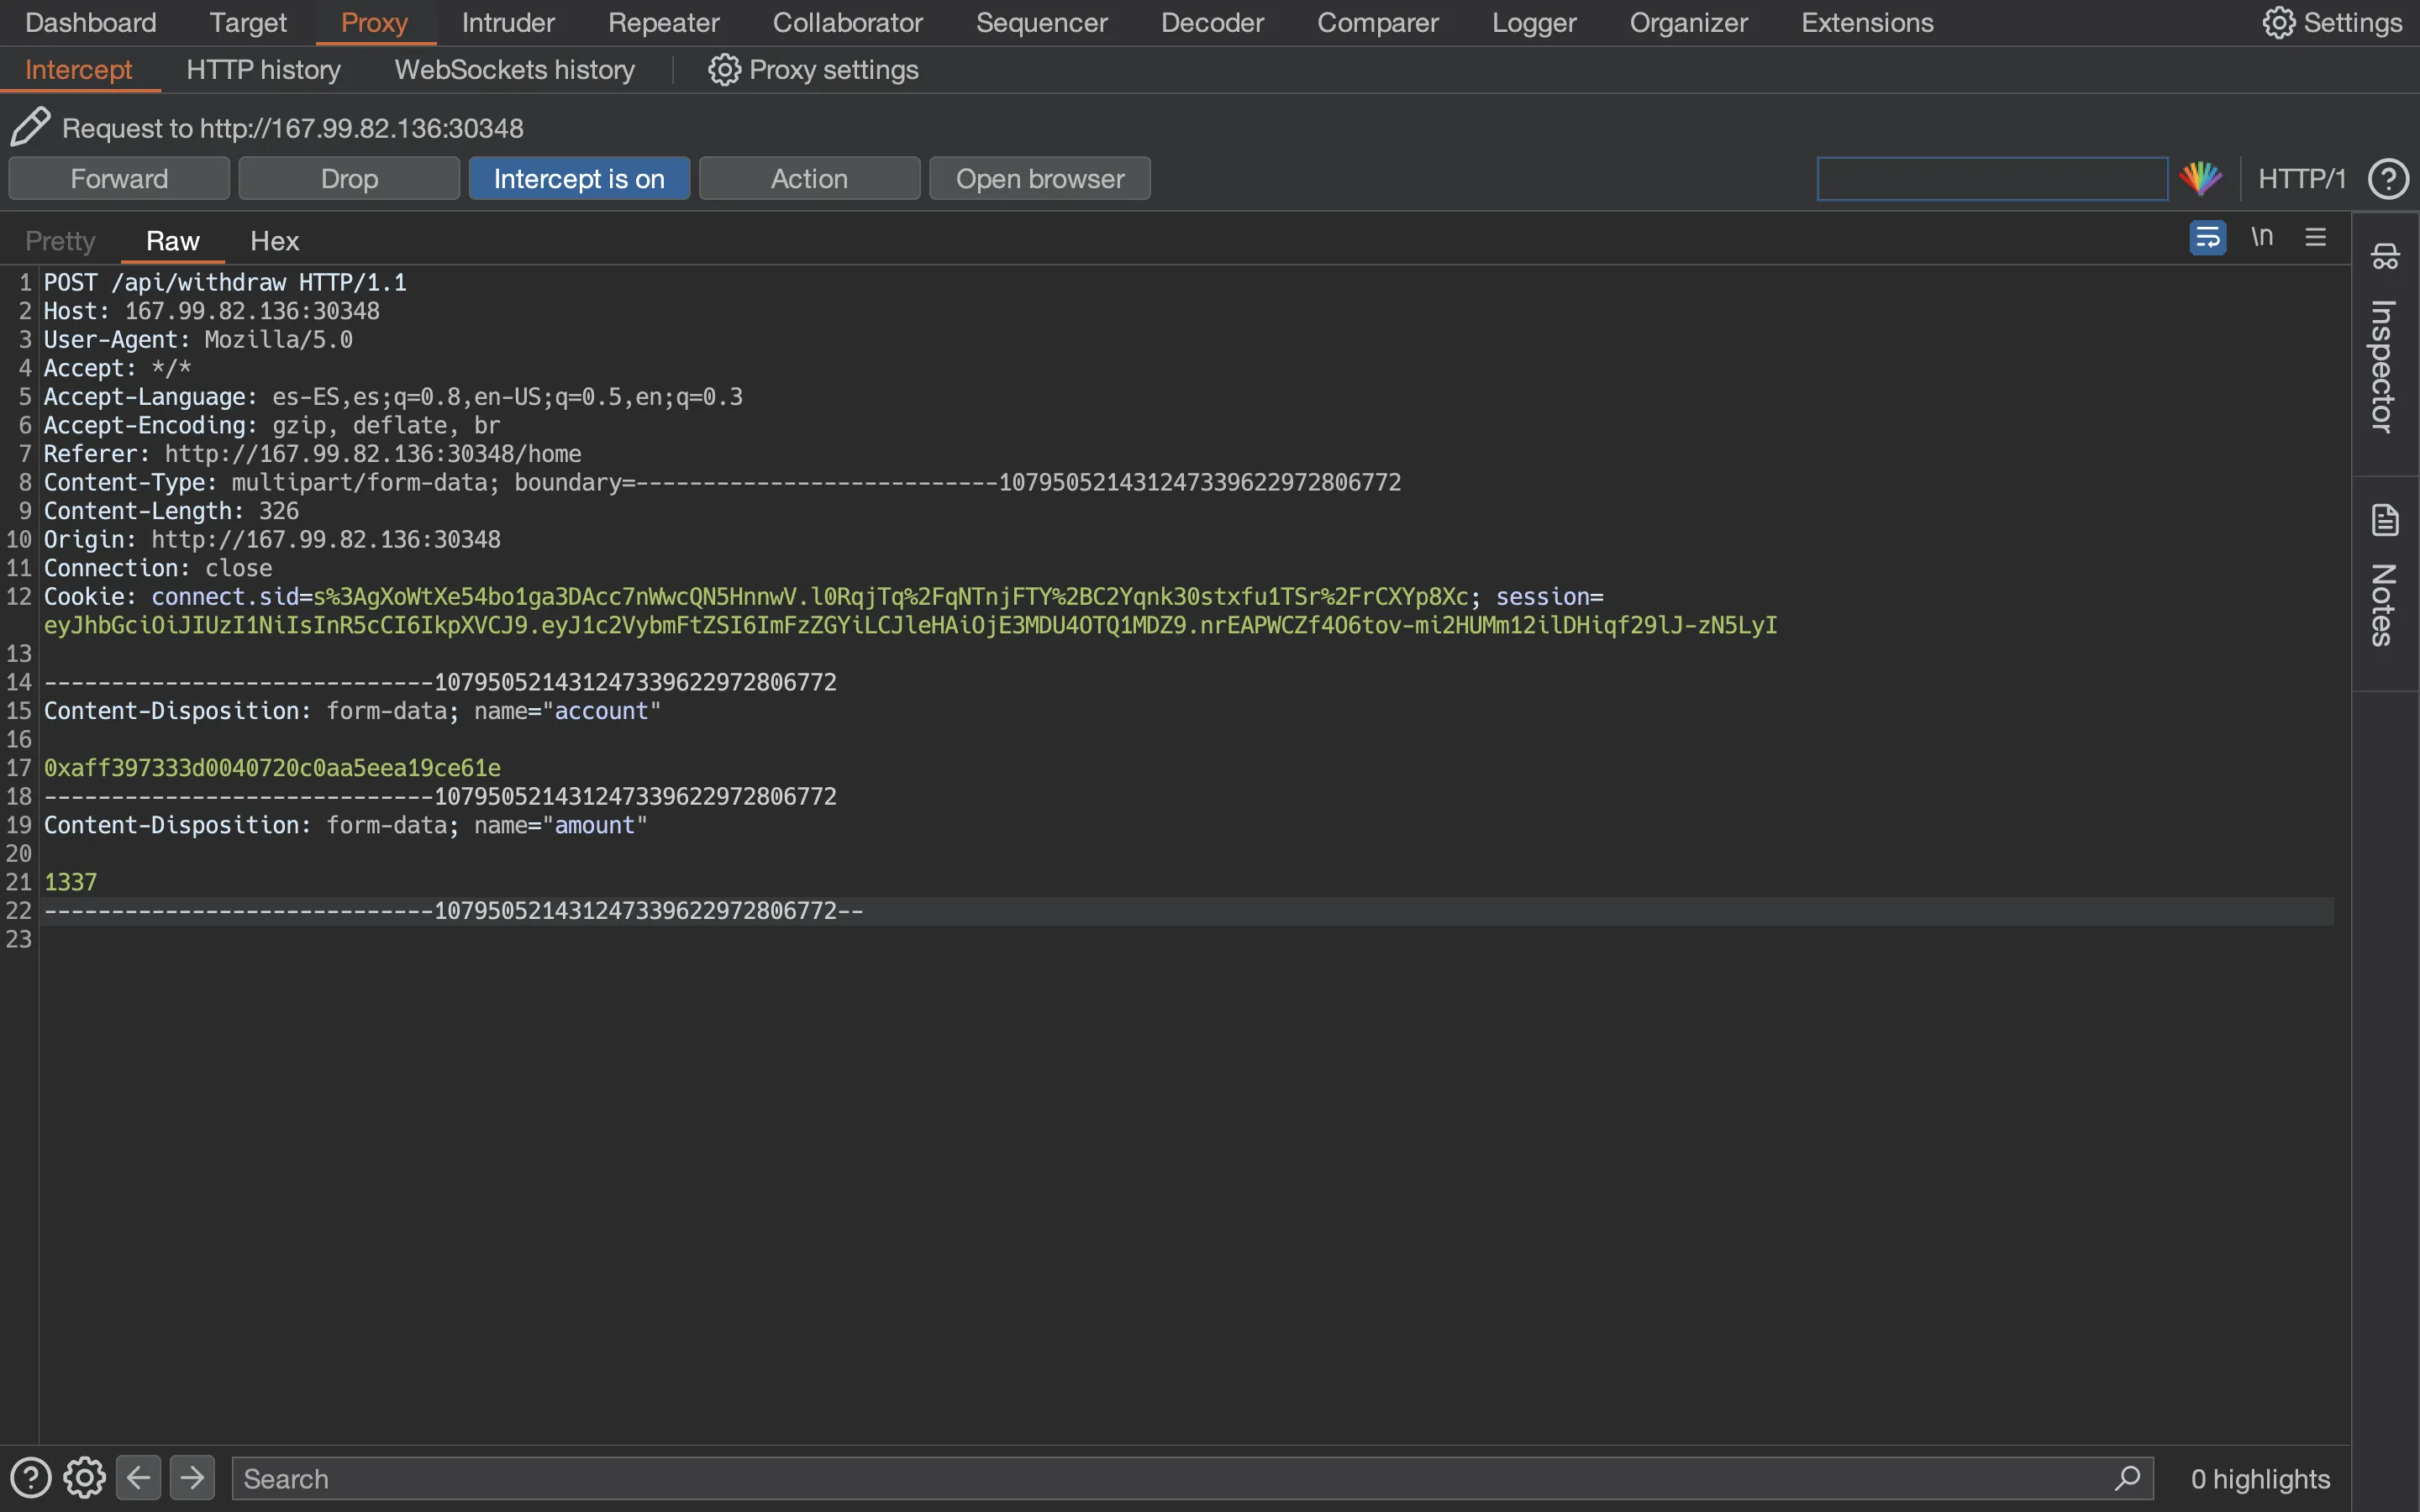 Dashboard Target Proxy Intruder Repeater Collaborator Sequencer Decoder Comparer Logger Organizer Extensions Settings
Intercept HTTP history WebSockets history Proxy settings
Request to http://167.99.82.136:30348
Forward Drop Intercept is on Action Open browser HTTP/1 ?
Pretty Raw Hex \n
Inspector
Notes
1 POST /api/withdraw HTTP/1.1
2 Host: 167.99.82.136:30348
3 User-Agent: Mozilla/5.0
4 Accept: */*
5 Accept-Language: es-ES,es;q=0.8,en-US;q=0.5,en;q=0.3
6 Accept-Encoding: gzip, deflate, br
7 Referer: http://167.99.82.136:30348/home
8 Content-Type: multipart/form-data; boundary=---------------------------1079505214312473396229728​06772
9 Content-Length: 326
10 Origin: http://167.99.82.136:30348
11 Connection: close
12 Cookie: connect.sid=s%3AgXoWtXe54bo1ga3DAcc7nWwcQN5HnnwV.l0RqjTq%2FqNTnjFTY%2BC2Yqnk30stxfu1TSr%2FrCXYp8Xc; session=
eyJhbGciOiJIUzI1NiIsInR5cCI6IkpXVCJ9.eyJ1c2VybmFtZSI6ImFzZGYiLCJleHAiOjE3MDU4OTQ1MDZ9.nrEAPWCZf4O6tov-mi2HUMm12ilDHiqf29lJ-zN5LyI
13
14 -----------------------------107950521431247339622972806772
15 Content-Disposition: form-data; name="account"
16
17 0xaff397333d0040720c0aa5eea19ce61e
18 -----------------------------107950521431247339622972806772
19 Content-Disposition: form-data; name="amount"
20
21 1337
22 -----------------------------107950521431247339622972806772--
23
? Search 0 highlights